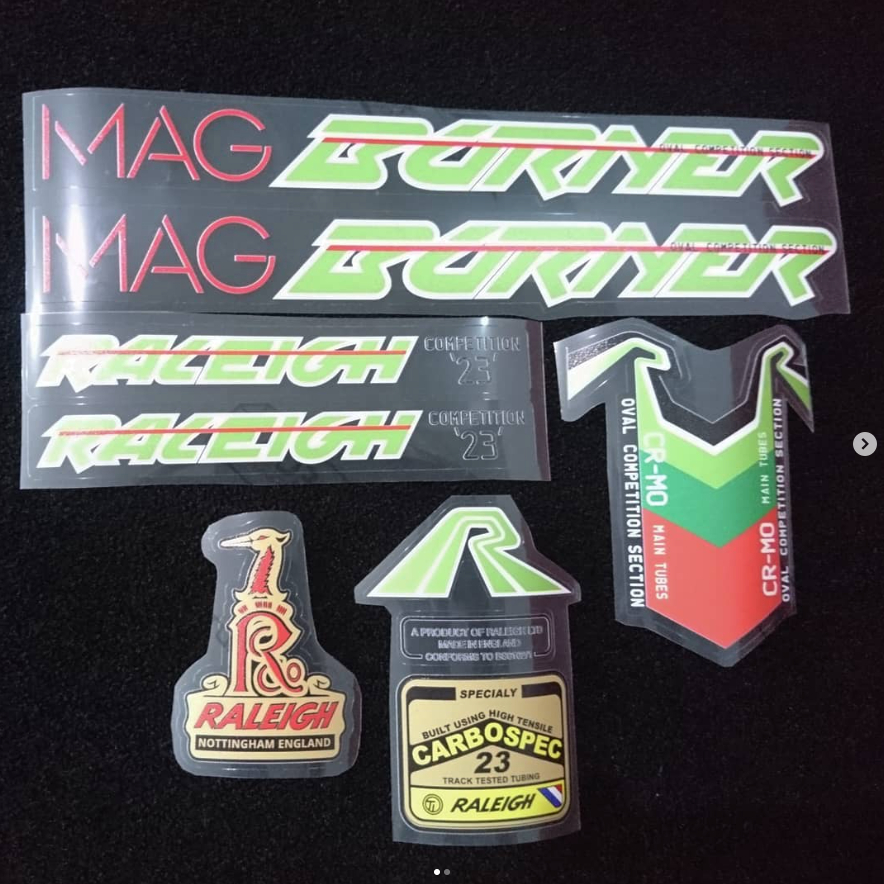 MAG BURNER
OVAL COMPETITION SECTION
MAG BURNER
OVAL COMPETITION SECTION
RALEIGH
COMPETITION
'23'
RALEIGH
COMPETITION
'23'
OVAL COMPETITION SECTION
CR-MO
MAIN TUBES
MAIN TUBES
CR-MO
OVAL COMPETITION SECTION
R
RALEIGH
NOTTINGHAM ENGLAND
R
A PRODUCT OF RALEIGH LTD
MADE IN ENGLAND
CONFORMS TO
SPECIALY
BUILT USING HIGH TENSILE
CARBOSPEC
23
TRACK TESTED TUBING
RALEIGH